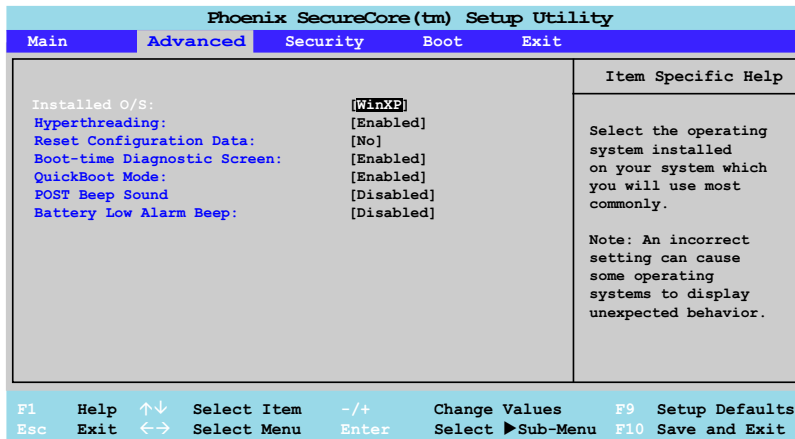 Phoenix SecureCore(tm) Setup Utility
Main Advanced Security Boot Exit
Item Specific Help
Installed O/S: [WinXP]
Hyperthreading: [Enabled]
Reset Configuration Data: [No]
Boot-time Diagnostic Screen: [Enabled]
QuickBoot Mode: [Enabled]
POST Beep Sound [Disabled]
Battery Low Alarm Beep: [Disabled]
Select the operating
system installed
on your system which
you will use most
commonly.
Note: An incorrect
setting can cause
some operating
systems to display
unexpected behavior.
F1 Help ↑↓ Select Item -/+ Change Values F9 Setup Defaults
Esc Exit ←→ Select Menu Enter Select ▶Sub-Menu F10 Save and Exit